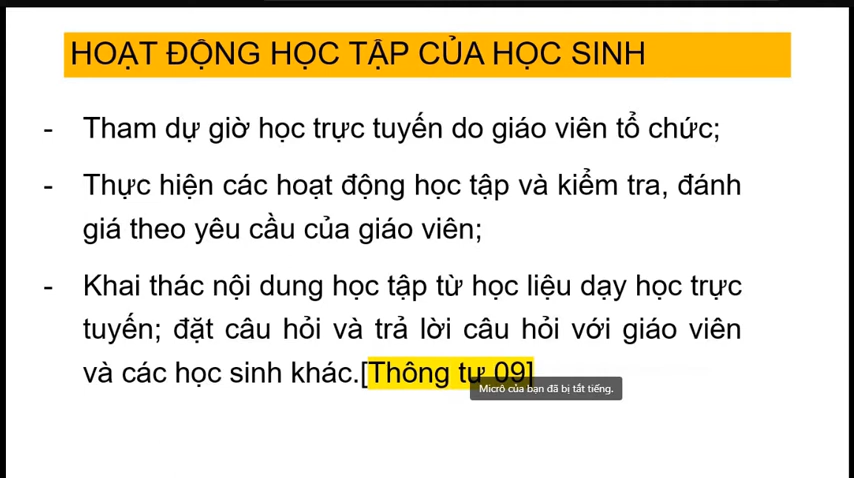 HOẠT ĐỘNG HỌC TẬP CỦA HỌC SINH
- Tham dự giờ học trực tuyến do giáo viên tổ chức;
- Thực hiện các hoạt động học tập và kiểm tra, đánh
giá theo yêu cầu của giáo viên;
- Khai thác nội dung học tập từ học liệu dạy học trực
tuyến; đặt câu hỏi và trả lời câu hỏi với giáo viên
và các học sinh khác.[Thông tư 09]
Micrô của bạn đã bị tắt tiếng.